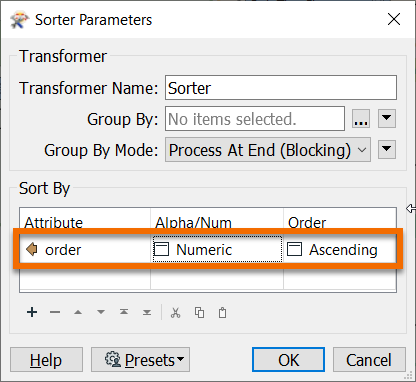 Sorter Parameters
Transformer
Transformer Name: Sorter
Group By: No items selected.
Group By Mode: Process At End (Blocking)
Sort By
Attribute Alpha/Num Order
order Numeric Ascending
Help Presets OK Cancel